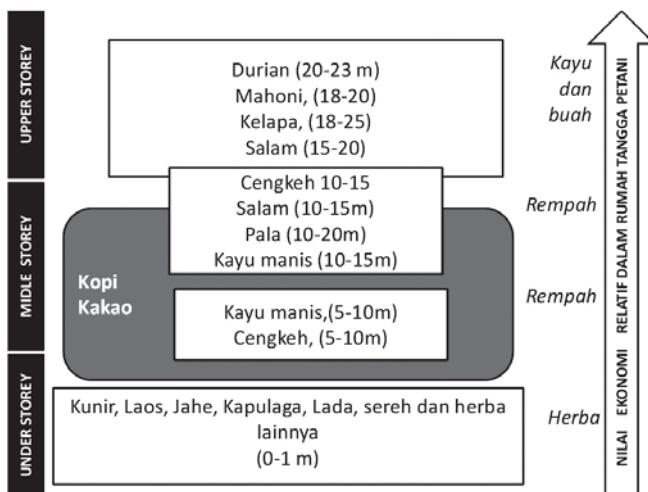 UPPER STOREY
Durian (20-23 m)
Mahoni, (18-20)
Kelapa, (18-25)
Salam (15-20)
Kayu
dan
buah
MIDLE STOREY
Cengkeh 10-15
Salam (10-15m)
Pala (10-20m)
Kayu manis (10-15m)
Rempah
Kopi
Kakao
Kayu manis,(5-10m)
Cengkeh, (5-10m)
Rempah
UNDER STOREY
Kunir, Laos, Jahe, Kapulaga, Lada, sereh dan herba
lainnya
(0-1 m)
Herba
NILAI EKONOMI RELATIF DALAM RUMAH TANGGA PETANI